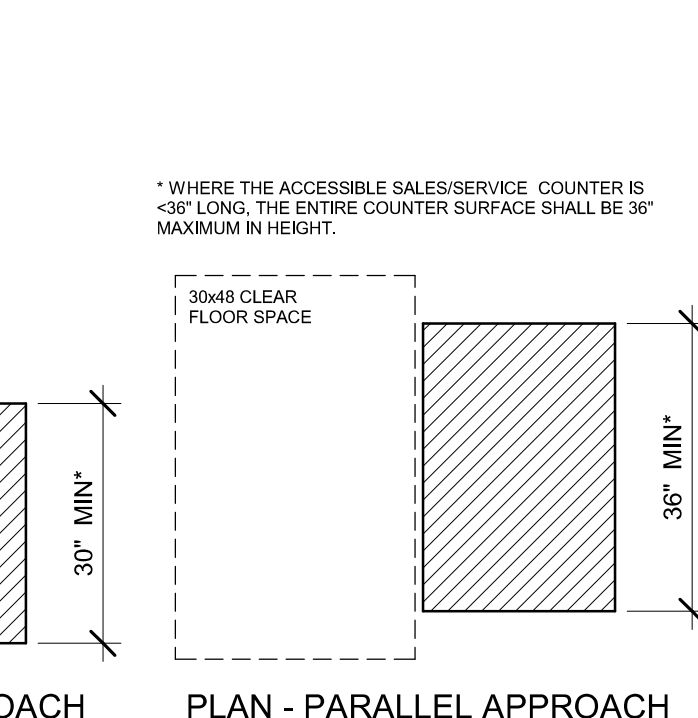 * WHERE THE ACCESSIBLE SALES/SERVICE COUNTER IS
<36" LONG, THE ENTIRE COUNTER SURFACE SHALL BE 36"
MAXIMUM IN HEIGHT.
30x48 CLEAR
FLOOR SPACE
30" MIN*
36" MIN*
PLAN - PARALLEL APPROACH